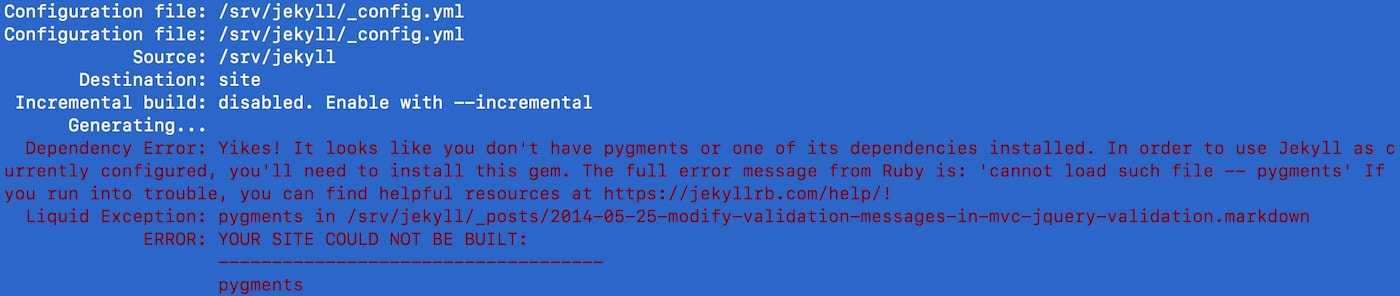 Configuration file: /srv/jekyll/_config.yml
Configuration file: /srv/jekyll/_config.yml
Source: /srv/jekyll
Destination: site
Incremental build: disabled. Enable with --incremental
Generating...
Dependency Error: Yikes! It looks like you don't have pygments or one of its dependencies installed. In order to use Jekyll as c
urrently configured, you'll need to install this gem. The full error message from Ruby is: 'cannot load such file -- pygments' If
you run into trouble, you can find helpful resources at https://jekyllrb.com/help/!
Liquid Exception: pygments in /srv/jekyll/_posts/2014-05-25-modify-validation-messages-in-mvc-jquery-validation.markdown
ERROR: YOUR SITE COULD NOT BE BUILT:
------------------------------------
pygments